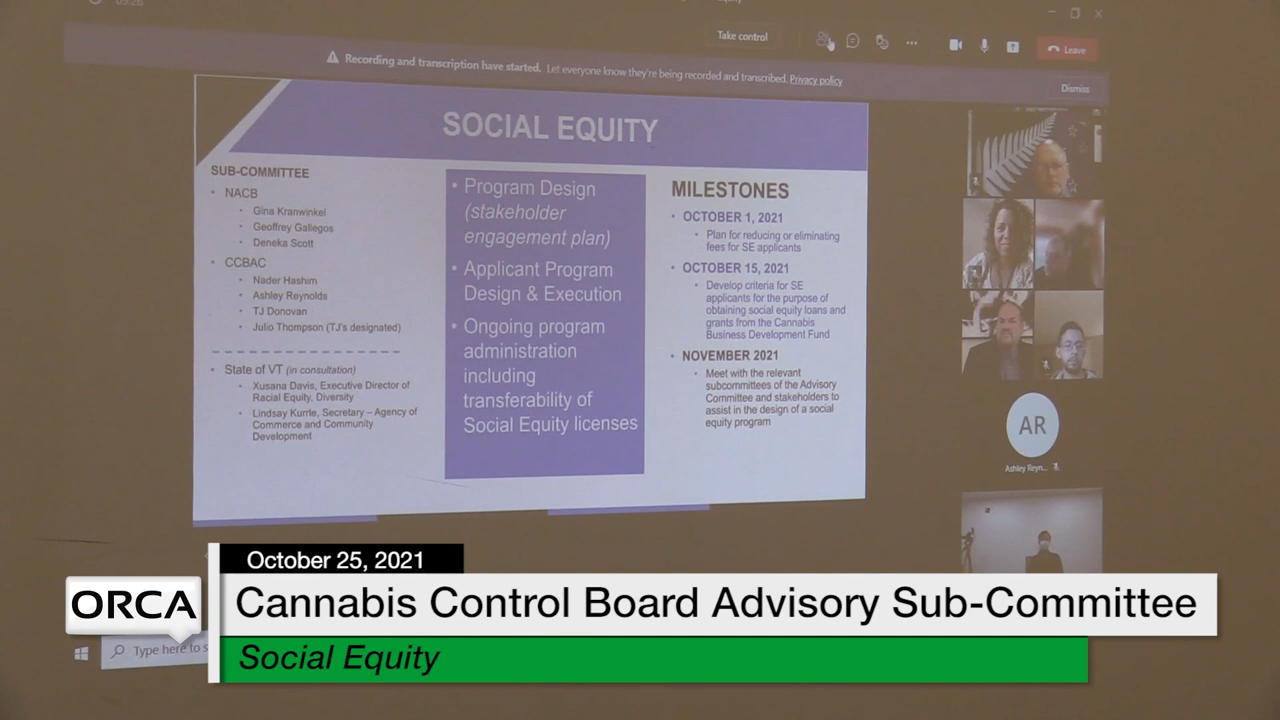 09:26
Take control
Leave
Recording and transcription have started. Let everyone know they're being recorded and transcribed. Privacy policy
Dismiss
SOCIAL EQUITY
SUB-COMMITTEE
• NACB
• Gina Kranwinkel
• Geoffrey Gallegos
• Deneka Scott
• CCBAC
• Nader Hashim
• Ashley Reynolds
• TJ Donovan
• Julio Thompson (TJ's designated)
• State of VT (in consultation)
• Xusana Davis, Executive Director of
Racial Equity, Diversity
• Lindsay Kurrle, Secretary – Agency of
Commerce and Community
Development
• Program Design
(stakeholder
engagement plan)
• Applicant Program
Design & Execution
• Ongoing program
administration
including
transferability of
Social Equity licenses
MILESTONES
• OCTOBER 1, 2021
• Plan for reducing or eliminating
fees for SE applicants
• OCTOBER 15, 2021
• Develop criteria for SE
applicants for the purpose of
obtaining social equity loans and
grants from the Cannabis
Business Development Fund
• NOVEMBER 2021
• Meet with the relevant
subcommittees of the Advisory
Committee and stakeholders to
assist in the design of a social
equity program
AR
Ashley Reyn...
October 25, 2021
ORCA
Cannabis Control Board Advisory Sub-Committee
Type here to s
Social Equity